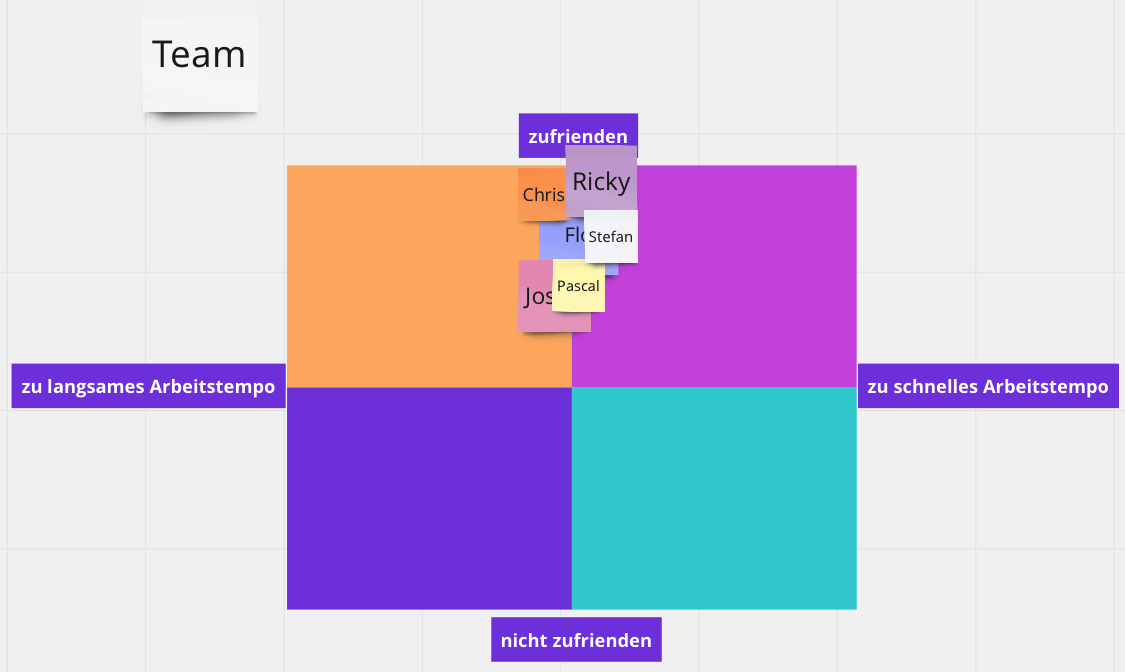 Team
zufrienden
Ricky
Chris
Stefan
Pascal
zu langsames Arbeitstempo
zu schnelles Arbeitstempo
nicht zufrienden